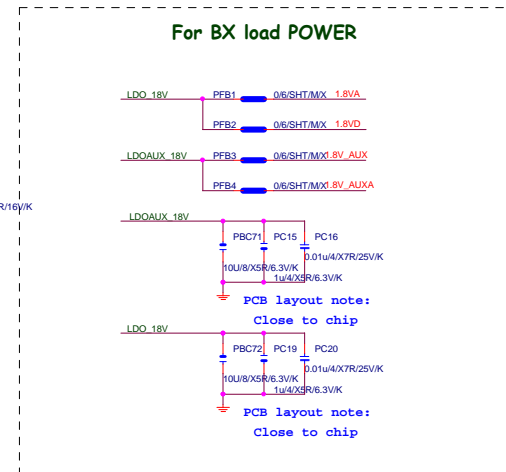 For BX load POWER
LDO_18V PFB1 0/6/SHT/M/X 1.8VA
PFB2 0/6/SHT/M/X 1.8VD
LDOAUX_18V PFB3 0/6/SHT/M/X 1.8V_AUX
PFB4 0/6/SHT/M/X 1.8V_AUXA
R/16V/K
LDOAUX_18V
PBC71 PC15 PC16
0.01u/4/X7R/25V/K
10U/8/X5R/6.3V/K
1u/4/X5R/6.3V/K
PCB layout note:
Close to chip
LDO_18V
PBC72 PC19 PC20
0.01u/4/X7R/25V/K
10U/8/X5R/6.3V/K
1u/4/X5R/6.3V/K
PCB layout note:
Close to chip